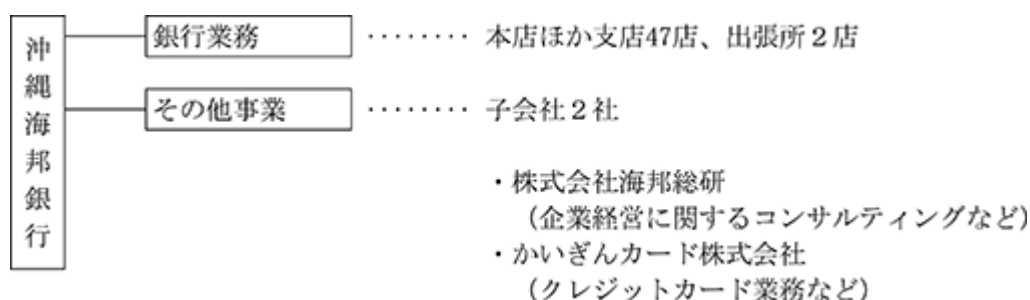 沖縄海邦銀行
銀行業務 ‥‥‥‥ 本店ほか支店47店、出張所2店
その他事業 ‥‥‥‥ 子会社2社
・株式会社海邦総研
(企業経営に関するコンサルティングなど)
・かいぎんカード株式会社
(クレジットカード業務など)